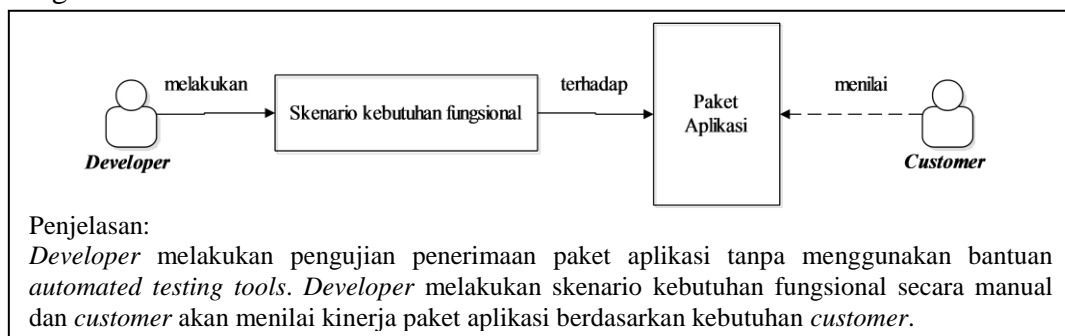 melakukan
terhadap
menilai
Skenario kebutuhan fungsional
Paket
Aplikasi
Developer
Customer
Penjelasan:
Developer melakukan pengujian penerimaan paket aplikasi tanpa menggunakan bantuan
automated testing tools. Developer melakukan skenario kebutuhan fungsional secara manual
dan customer akan menilai kinerja paket aplikasi berdasarkan kebutuhan customer.